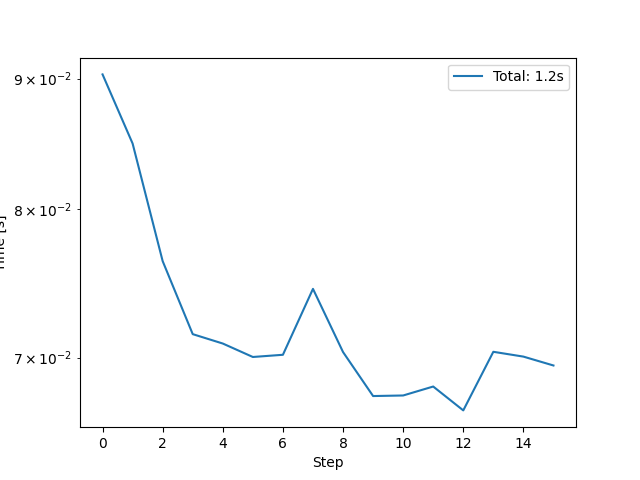 Total: 1.2s
9 × 10⁻²
8 × 10⁻²
7 × 10⁻²
Time [s]
0 2 4 6 8 10 12 14
Step